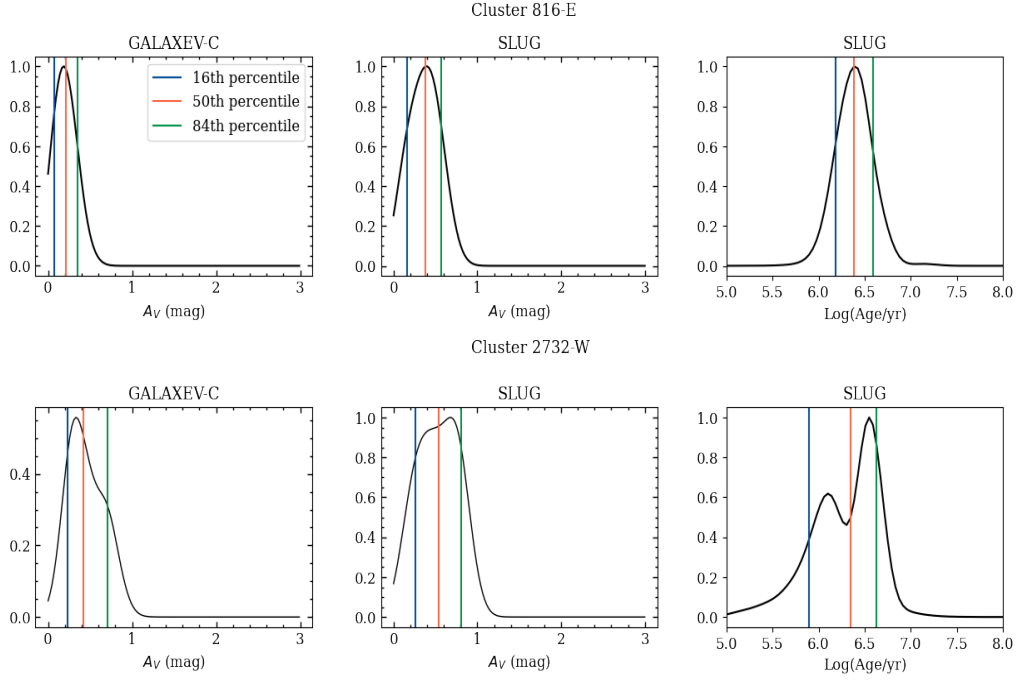 Cluster 816-E
GALAXEV-C
SLUG
SLUG
1.0
0.8
0.6
0.4
0.2
0.0
16th percentile
50th percentile
84th percentile
1.0
0.8
0.6
0.4
0.2
0.0
1.0
0.8
0.6
0.4
0.2
0.0
0 1 2 3
0 1 2 3
5.0 5.5 6.0 6.5 7.0 7.5 8.0
A_V (mag)
A_V (mag)
Log(Age/yr)
Cluster 2732-W
GALAXEV-C
SLUG
SLUG
0.4
0.2
0.0
1.0
0.8
0.6
0.4
0.2
0.0
1.0
0.8
0.6
0.4
0.2
0.0
0 1 2 3
0 1 2 3
5.0 5.5 6.0 6.5 7.0 7.5 8.0
A_V (mag)
A_V (mag)
Log(Age/yr)